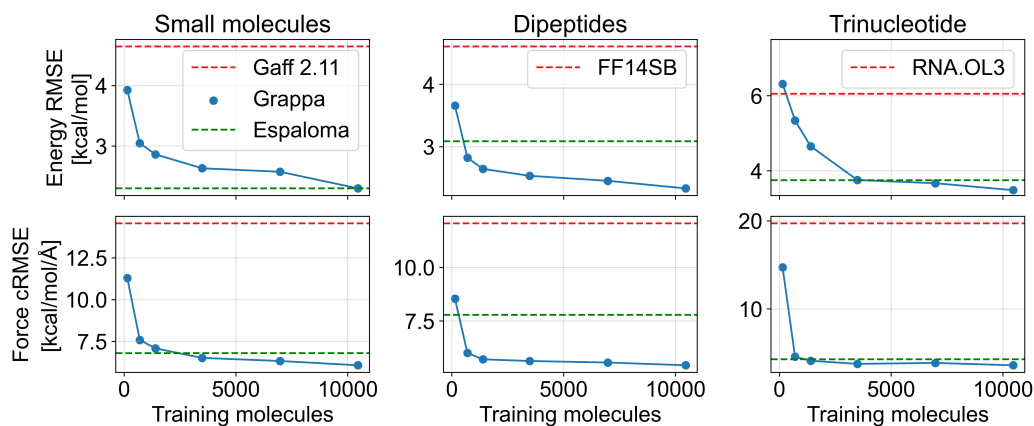 Small molecules
Dipeptides
Trinucleotide
Energy RMSE
[kcal/mol]
4
3
Gaff 2.11
Grappa
Espaloma
4
3
FF14SB
6
4
RNA.OL3
Force cRMSE
[kcal/mol/Å]
12.5
10.0
7.5
10.0
7.5
20
10
0 5000 10000
0 5000 10000
0 5000 10000
Training molecules
Training molecules
Training molecules